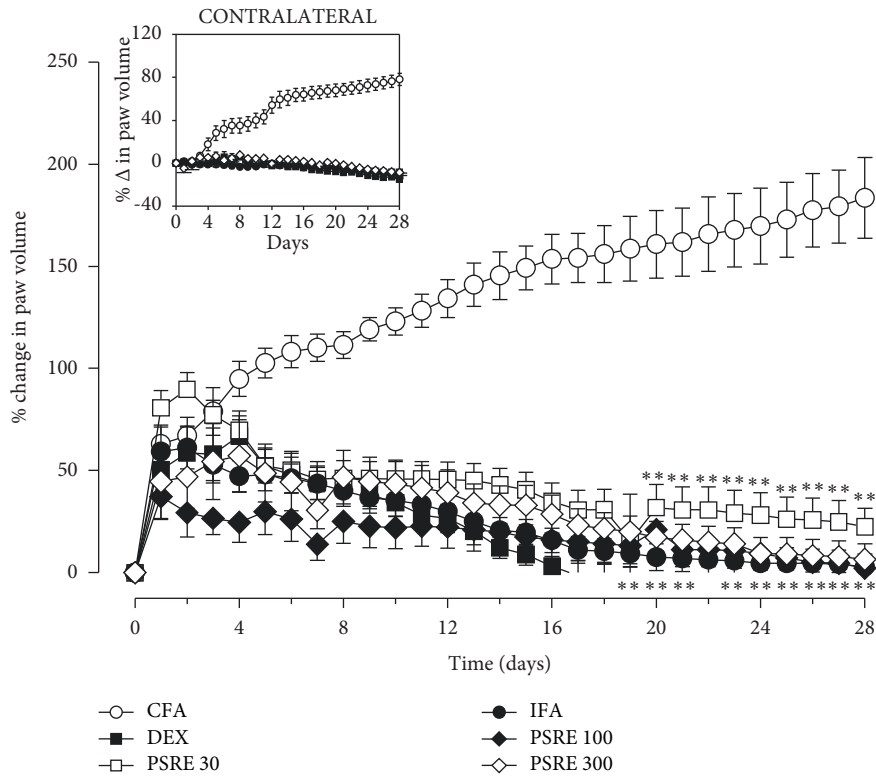 CONTRALATERAL
120
80
40
0
-40
% Δ in paw volume
0 4 8 12 16 20 24 28
Days
250
200
150
100
50
0
% change in paw volume
** ** ** ** ** ** ** ** **
** ** ** ** ** ** ** ** **
0 4 8 12 16 20 24 28
Time (days)
CFA
IFA
DEX
PSRE 100
PSRE 30
PSRE 300